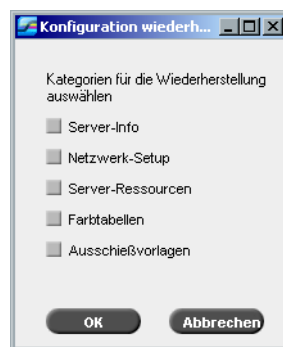 Konfiguration wiederh...
Kategorien für die Wiederherstellung
auswählen
Server-Info
Netzwerk-Setup
Server-Ressourcen
Farbtabellen
Ausschießvorlagen
OK
Abbrechen